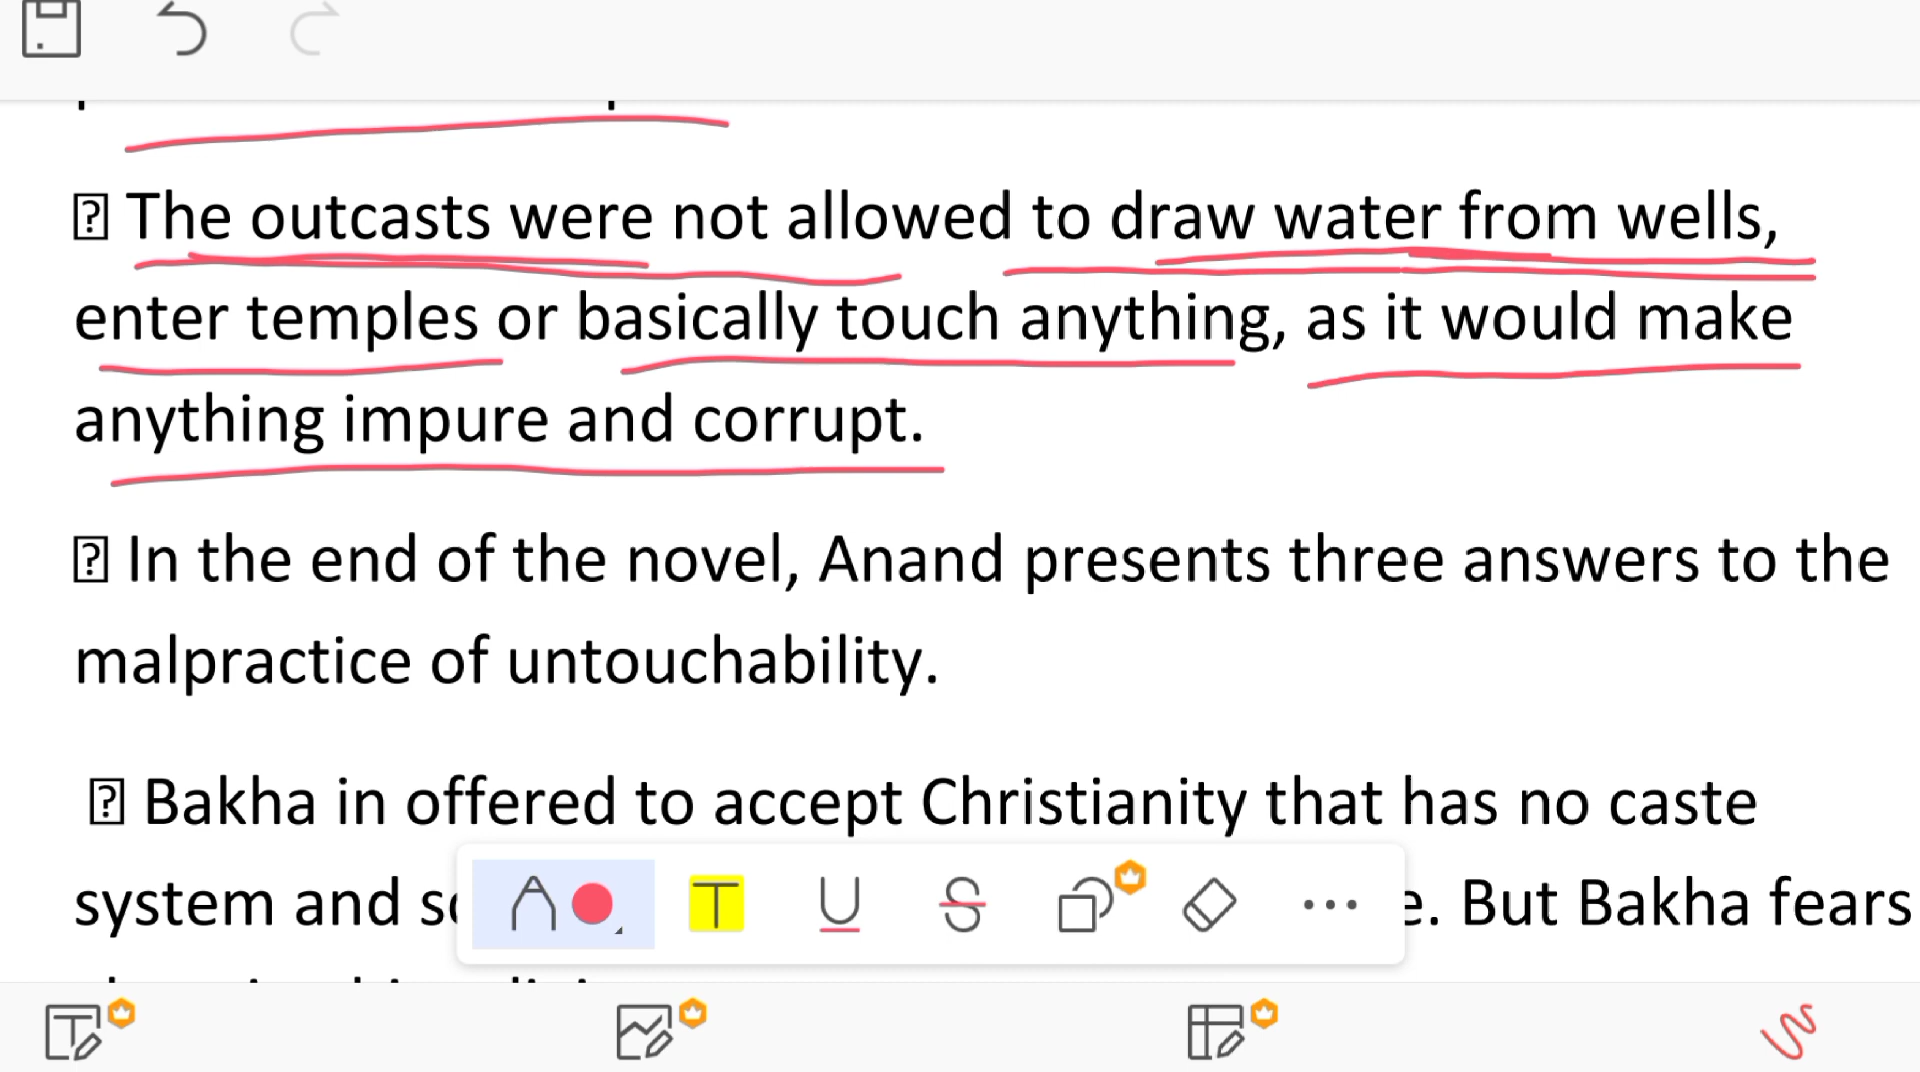 The outcasts were not allowed to draw water from wells,
enter temples or basically touch anything, as it would make
anything impure and corrupt.
In the end of the novel, Anand presents three answers to the
malpractice of untouchability.
Bakha in offered to accept Christianity that has no caste
system and e. But Bakha fears